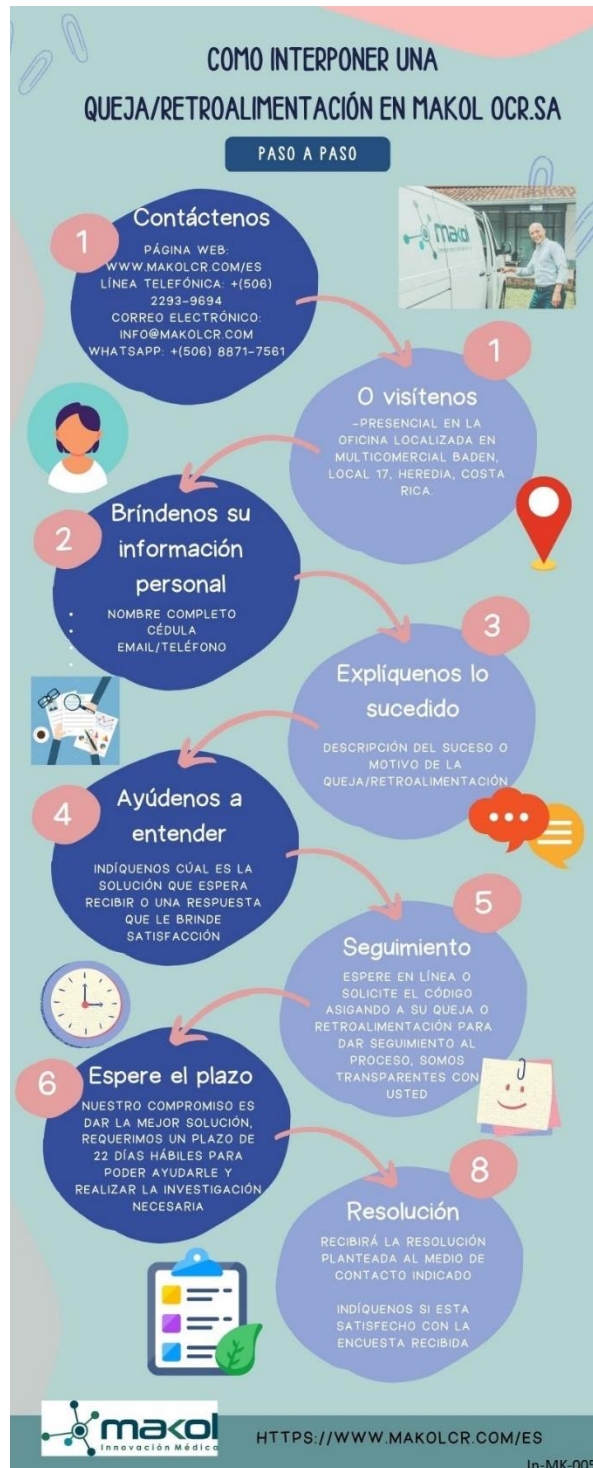 COMO INTERPONER UNA
QUEJA/RETROALIMENTACIÓN EN MAKOL OCR.SA
PASO A PASO
1
Contáctenos
PÁGINA WEB:
WWW.MAKOLCR.COM/ES
LÍNEA TELEFÓNICA: +(506)
2293-9694
CORREO ELECTRÓNICO:
INFO@MAKOLCR.COM
WHATSAPP: +(506) 8871-7561
makol
1
O visítenos
-PRESENCIAL EN LA
OFICINA LOCALIZADA EN
MULTICOMERCIAL BADEN,
LOCAL 17, HEREDIA, COSTA
RICA.
2
Bríndenos su
información
personal
• NOMBRE COMPLETO
• CÉDULA
• EMAIL/TELÉFONO
3
Explíquenos lo
sucedido
DESCRIPCIÓN DEL SUCESO O
MOTIVO DE LA
QUEJA/RETROALIMENTACIÓN
4
Ayúdenos a
entender
INDÍQUENOS CÚAL ES LA
SOLUCIÓN QUE ESPERA
RECIBIR O UNA RESPUESTA
QUE LE BRINDE
SATISFACCIÓN
5
Seguimiento
ESPERE EN LÍNEA O
SOLICITE EL CÓDIGO
ASIGANDO A SU QUEJA O
RETROALIMENTACIÓN PARA
DAR SEGUIMIENTO AL
PROCESO, SOMOS
TRANSPARENTES CON
USTED
6
Espere el plazo
NUESTRO COMPROMISO ES
DAR LA MEJOR SOLUCIÓN,
REQUERIMOS UN PLAZO DE
22 DÍAS HÁBILES PARA
PODER AYUDARLE Y
REALIZAR LA INVESTIGACIÓN
NECESARIA
8
Resolución
RECIBIRÁ LA RESOLUCIÓN
PLANTEADA AL MEDIO DE
CONTACTO INDICADO
INDÍQUENOS SI ESTA
SATISFECHO CON LA
ENCUESTA RECIBIDA
makol
Innovación Médica
HTTPS://WWW.MAKOLCR.COM/ES
In-MK-005